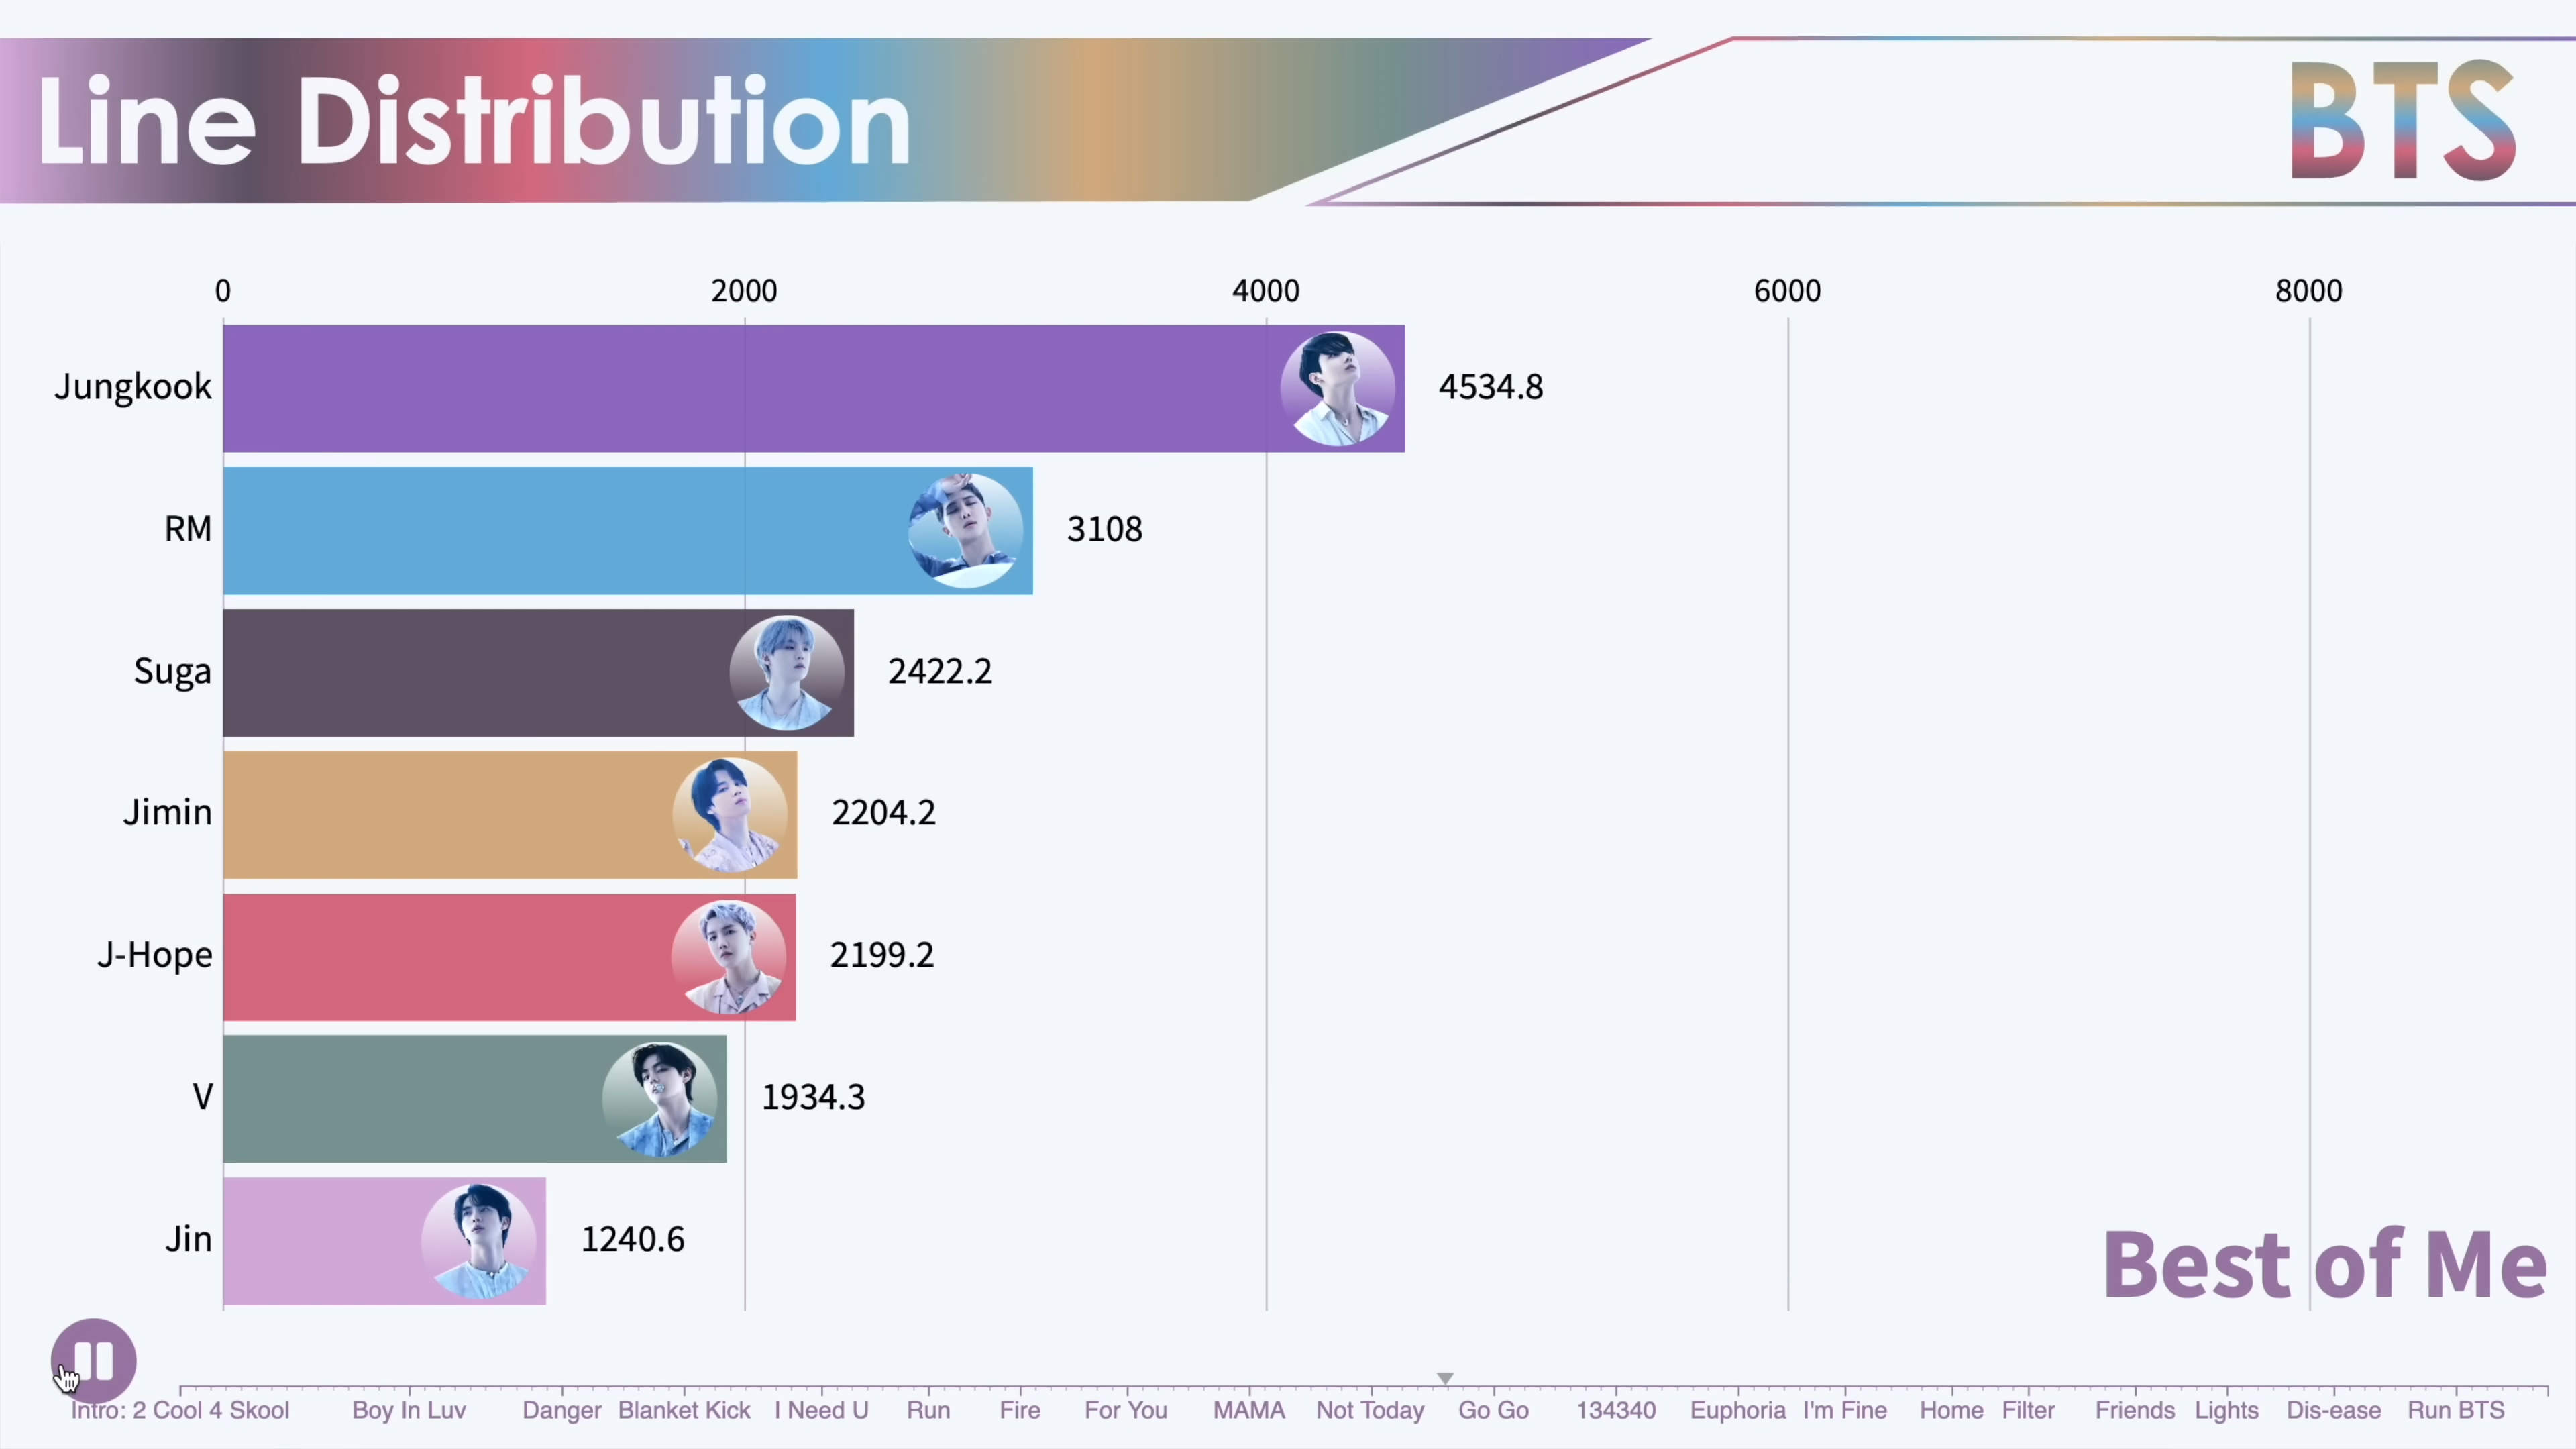 Line Distribution
BTS
0 2000 4000 6000 8000
Jungkook 4534.8
RM 3108
Suga 2422.2
Jimin 2204.2
J-Hope 2199.2
V 1934.3
Jin 1240.6
Best of Me
Intro: 2 Cool 4 Skool Boy In Luv Danger Blanket Kick I Need U Run Fire For You MAMA Not Today Go Go 134340 Euphoria I'm Fine Home Filter Friends Lights Dis-ease Run BTS